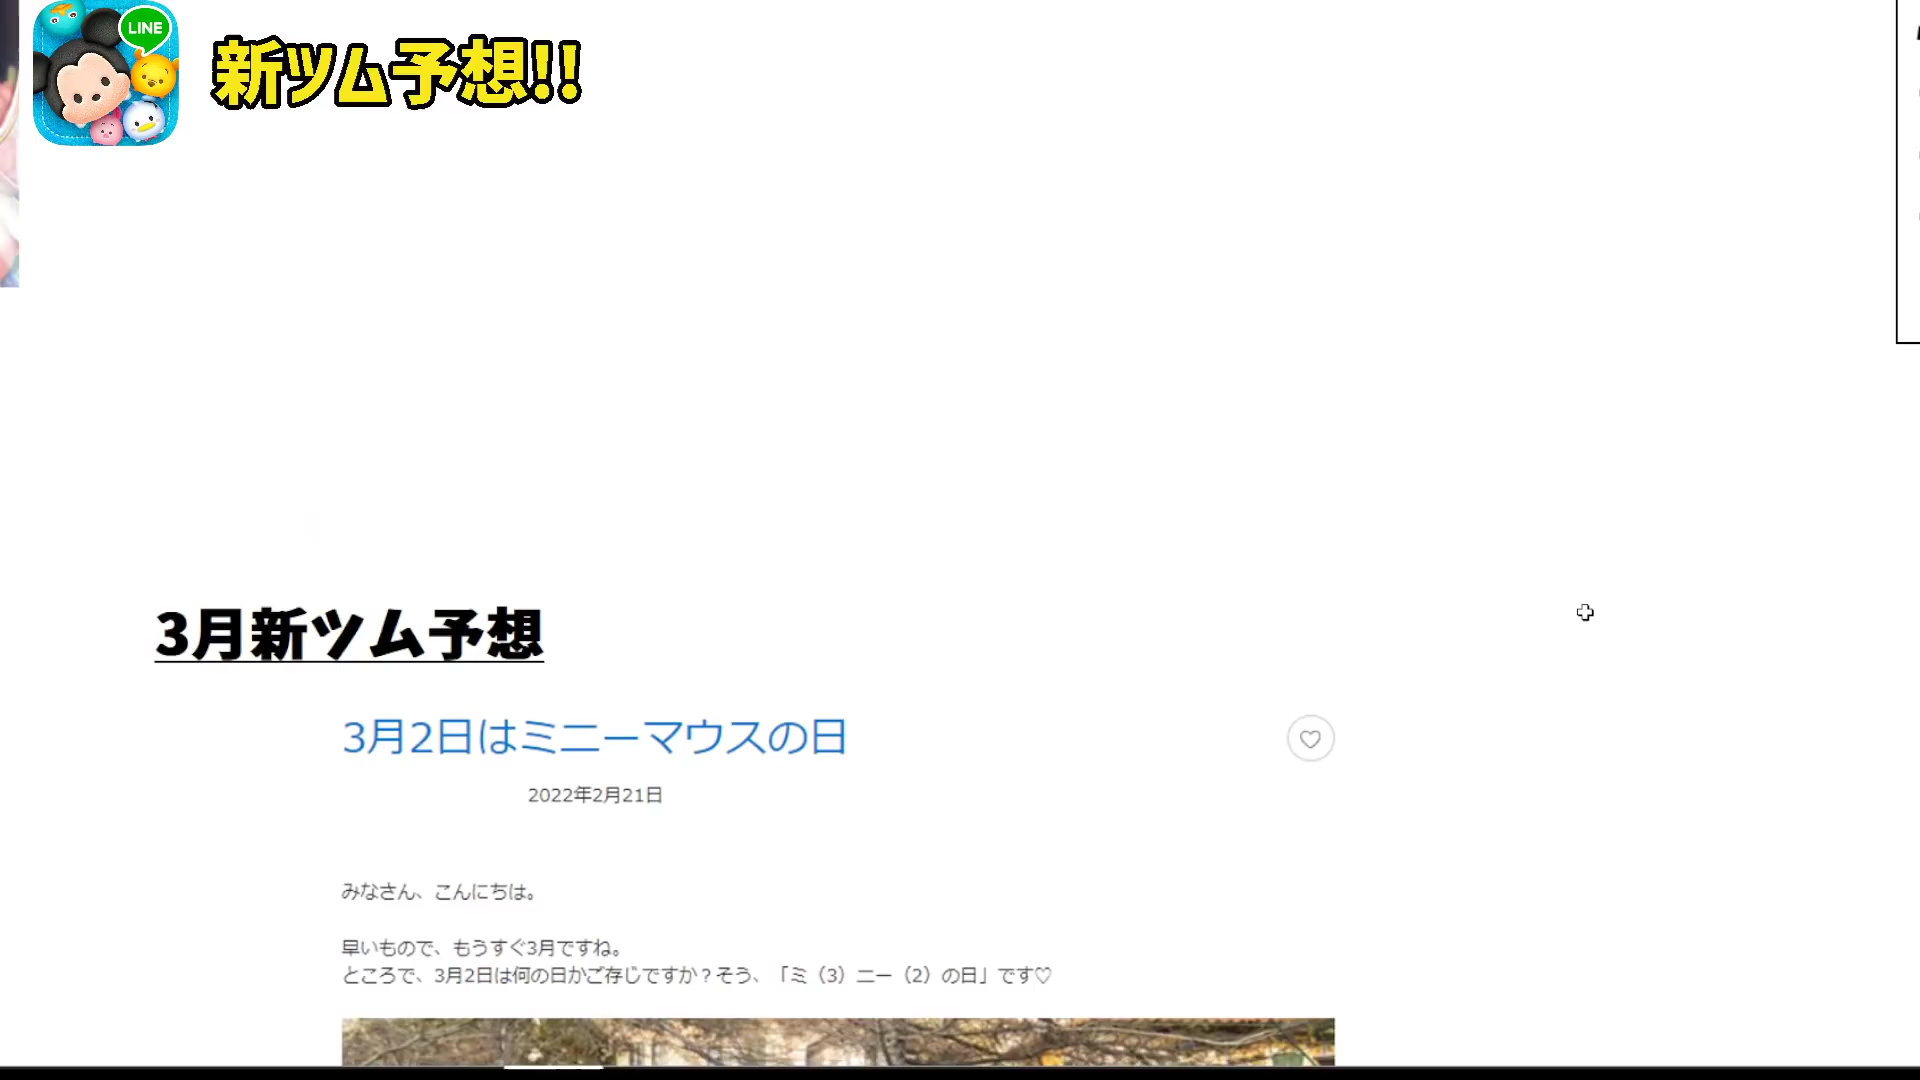 LINE
新ツム予想!!
3月新ツム予想
3月2日はミニーマウスの日
2022年2月21日
みなさん、こんにちは。
早いもので、もうすぐ3月ですね。
ところで、3月2日は何の日かご存じですか？そう、「ミ（3）ニー（2）の日」です♡